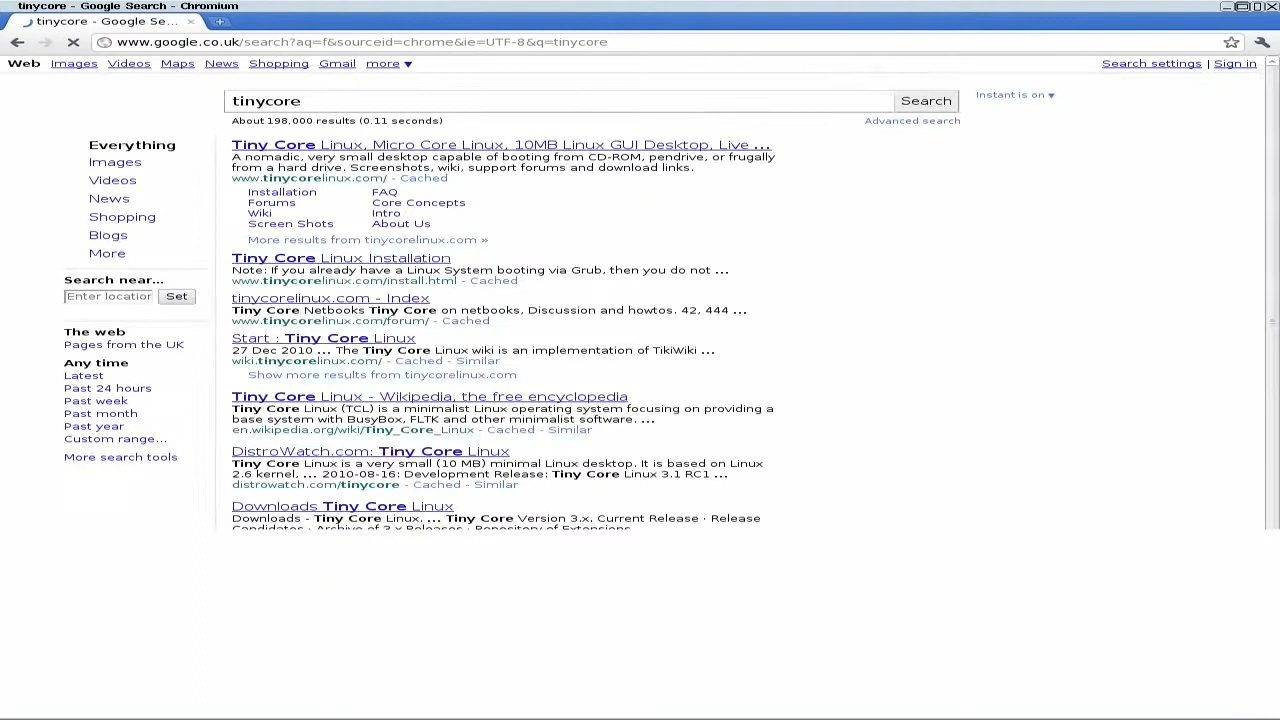 tinycore - Google Search - Chromium
tinycore - Google Se...
www.google.co.uk/search?aq=f&sourceid=chrome&ie=UTF-8&q=tinycore
Web Images Videos Maps News Shopping Gmail more ▼ Search settings | Sign in
tinycore Search Instant is on ▼
About 198,000 results (0.11 seconds) Advanced search
Everything
Images
Videos
News
Shopping
Blogs
More
Search near...
Enter location Set
The web
Pages from the UK
Any time
Latest
Past 24 hours
Past week
Past month
Past year
Custom range...
More search tools
Tiny Core Linux, Micro Core Linux, 10MB Linux GUI Desktop, Live ...
A nomadic, very small desktop capable of booting from CD-ROM, pendrive, or frugally
from a hard drive. Screenshots, wiki, support forums and download links.
www.tinycorelinux.com/ - Cached
Installation FAQ
Forums Core Concepts
Wiki Intro
Screen Shots About Us
More results from tinycorelinux.com »
Tiny Core Linux Installation
Note: If you already have a Linux System booting via Grub, then you do not ...
www.tinycorelinux.com/install.html - Cached
tinycorelinux.com - Index
Tiny Core Netbooks Tiny Core on netbooks, Discussion and howtos. 42, 444 ...
www.tinycorelinux.com/forum/ - Cached
Start : Tiny Core Linux
27 Dec 2010 ... The Tiny Core Linux wiki is an implementation of TikiWiki ...
wiki.tinycorelinux.com/ - Cached - Similar
Show more results from tinycorelinux.com
Tiny Core Linux - Wikipedia, the free encyclopedia
Tiny Core Linux (TCL) is a minimalist Linux operating system focusing on providing a
base system with BusyBox, FLTK and other minimalist software. ...
en.wikipedia.org/wiki/Tiny_Core_Linux - Cached - Similar
DistroWatch.com: Tiny Core Linux
Tiny Core Linux is a very small (10 MB) minimal Linux desktop. It is based on Linux
2.6 kernel, ... 2010-08-16: Development Release: Tiny Core Linux 3.1 RC1 ...
distrowatch.com/tinycore - Cached - Similar
Downloads Tiny Core Linux
Downloads - Tiny Core Linux. ... Tiny Core Version 3.x. Current Release · Release
Candidates · Archive of 3.x Releases · Repository of Extensions